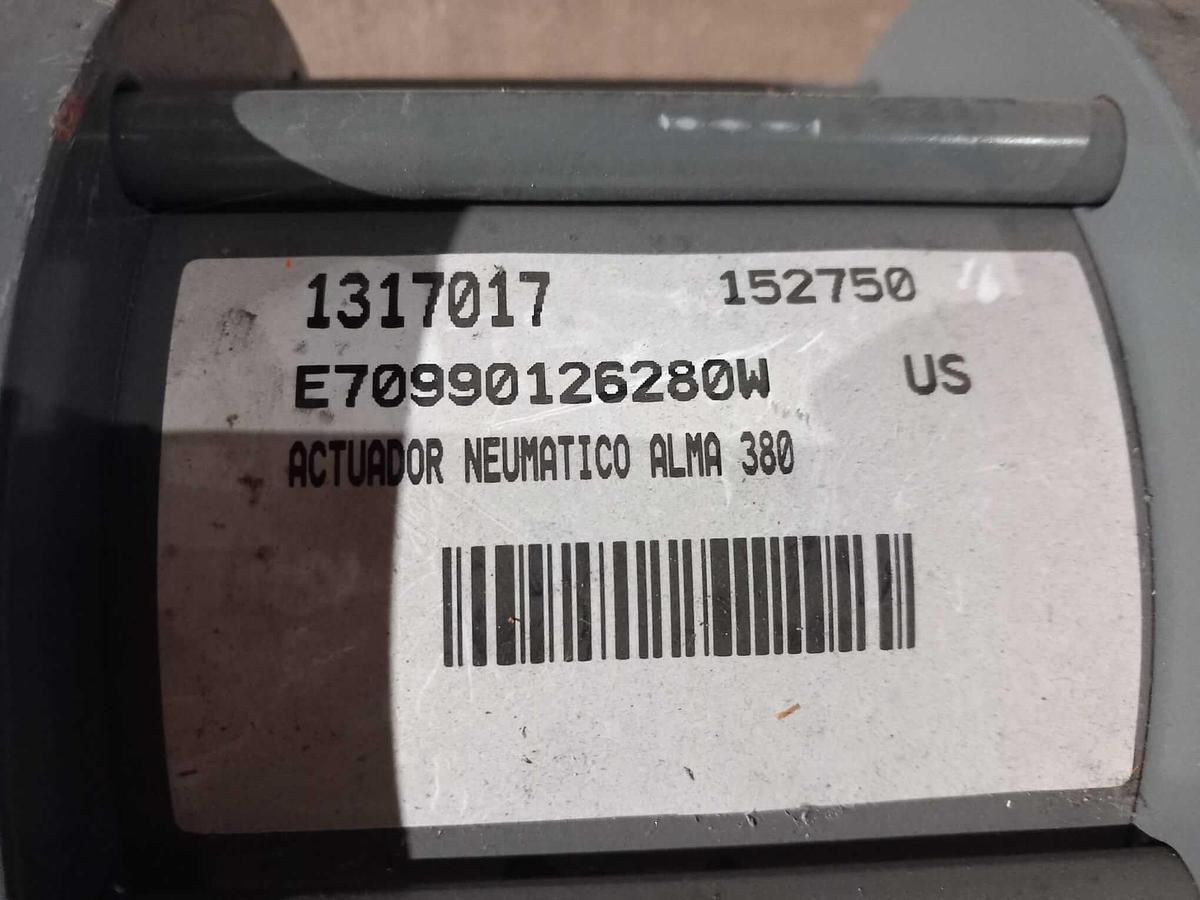 1317017 152750
E70990126280W US
ACTUADOR NEUMATICO ALMA 380